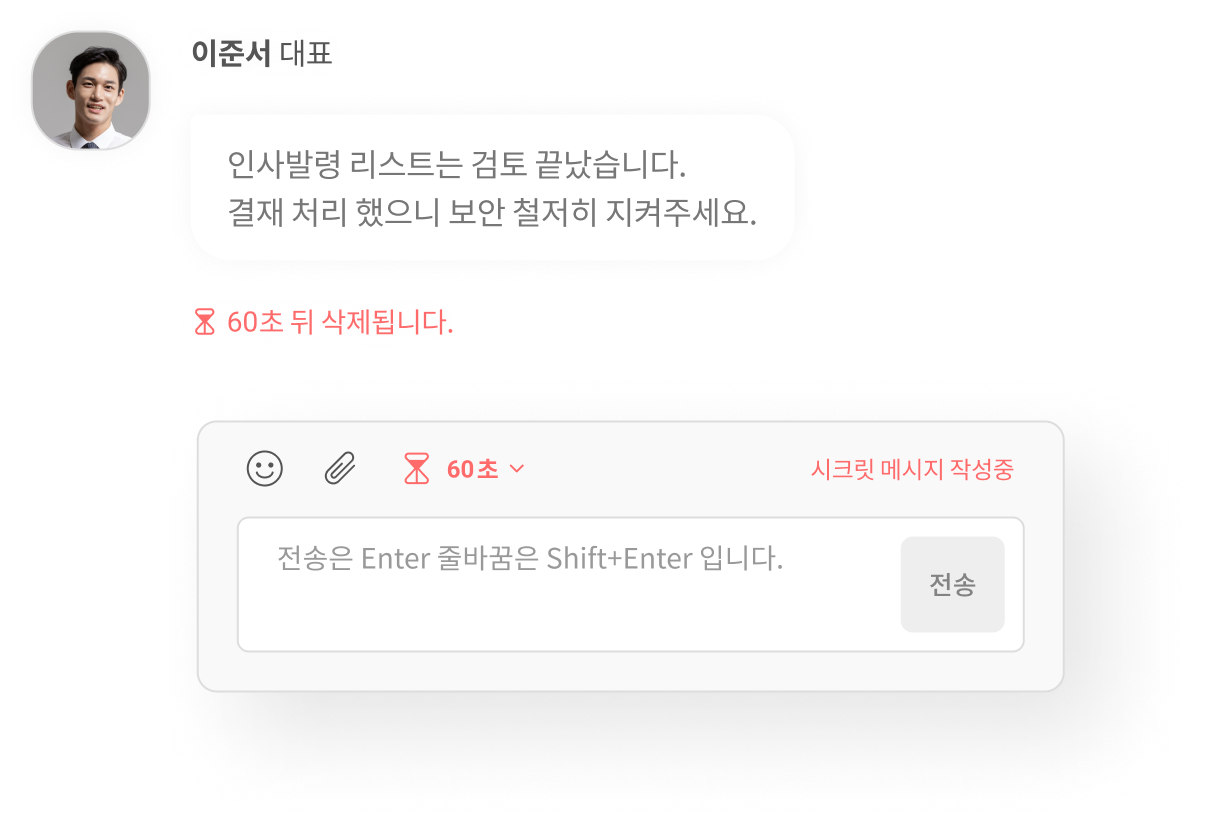 이준서 대표
인사발령 리스트는 검토 끝났습니다.
결재 처리 했으니 보안 철저히 지켜주세요.
60초 뒤 삭제됩니다.
60초
시크릿 메시지 작성중
전송은 Enter 줄바꿈은 Shift+Enter 입니다.
전송